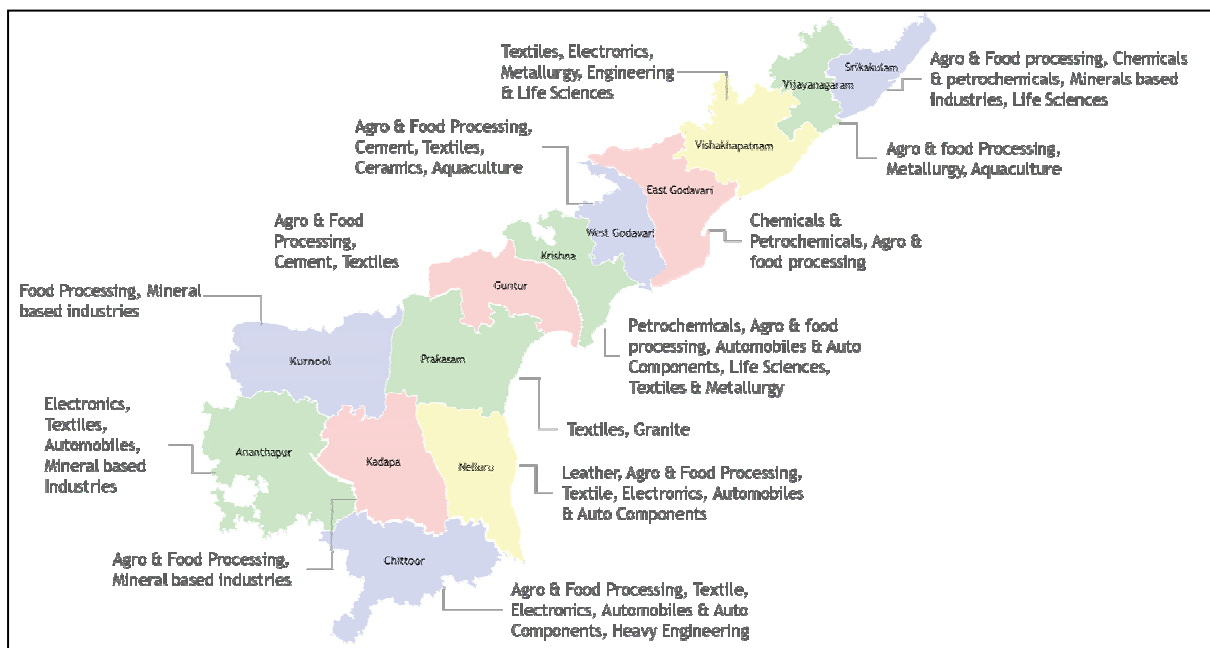 Textiles, Electronics,
Metallurgy, Engineering
& Life Sciences
Srikakulam
Agro & Food processing, Chemicals
& petrochemicals, Minerals based
Industries, Life Sciences
Vijayanagaram
Agro & Food Processing,
Cement, Textiles,
Ceramics, Aquaculture
Vishakhapatnam
Agro & food Processing,
Metallurgy, Aquaculture
East Godavari
Agro & Food
Processing,
Cement, Textiles
West Godavari
Chemicals &
Petrochemicals, Agro &
food processing
Krishna
Guntur
Food Processing, Mineral
based industries
Petrochemicals, Agro & food
processing, Automobiles & Auto
Components, Life Sciences,
Textiles & Metallurgy
Kurnool
Prakasam
Electronics,
Textiles,
Automobiles,
Mineral based
Industries
Textiles, Granite
Ananthapur
Kadapa
Nelluru
Leather, Agro & Food Processing,
Textile, Electronics, Automobiles
& Auto Components
Agro & Food Processing,
Mineral based industries
Chittoor
Agro & Food Processing, Textile,
Electronics, Automobiles & Auto
Components, Heavy Engineering